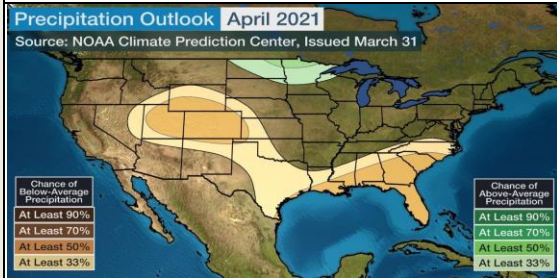 Precipitation Outlook April 2021
Source: NOAA Climate Prediction Center, Issued March 31
Chance of
Below-Average
Precipitation
At Least 90%
At Least 70%
At Least 50%
At Least 33%
Chance of
Above-Average
Precipitation
At Least 90%
At Least 70%
At Least 50%
At Least 33%